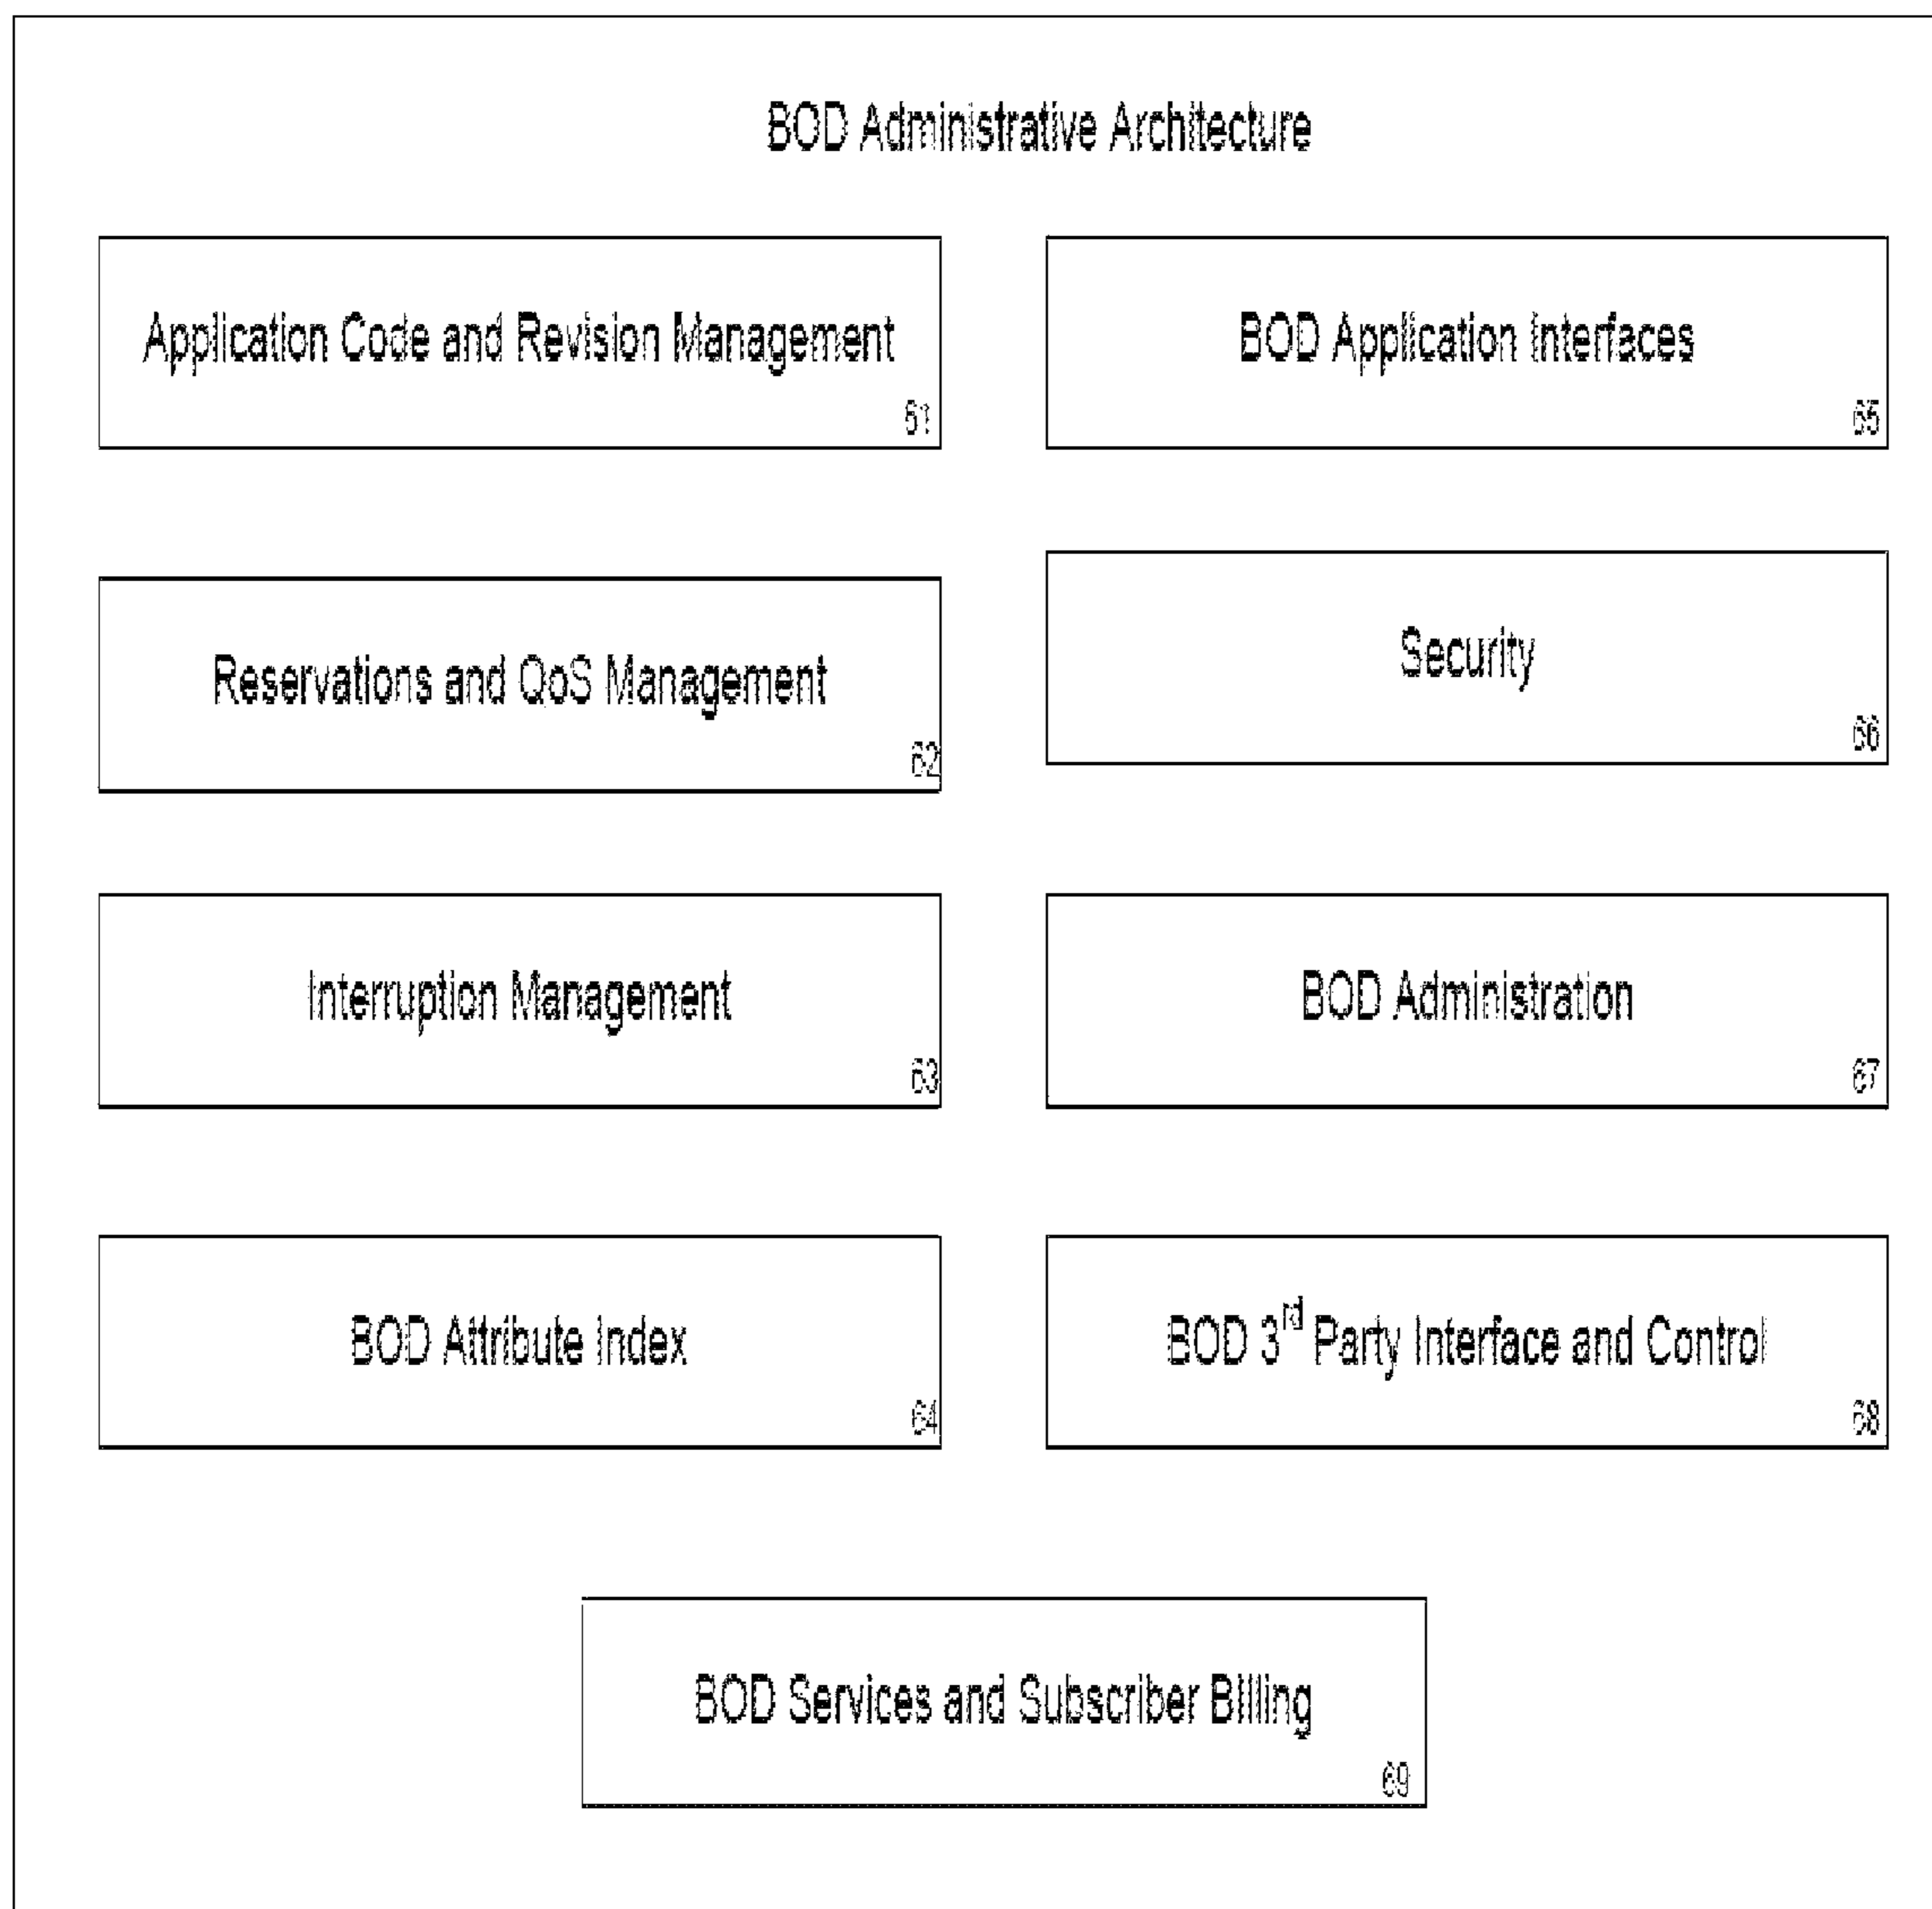 BOD Administrative Architecture
Application Code and Revision Management
61
BOD Application Interfaces
65
Reservations and QoS Management
62
Security
66
Interruption Management
63
BOD Administration
67
BOD Attribute Index
64
BOD 3rd Party Interface and Control
68
BOD Services and Subscriber Billing
69